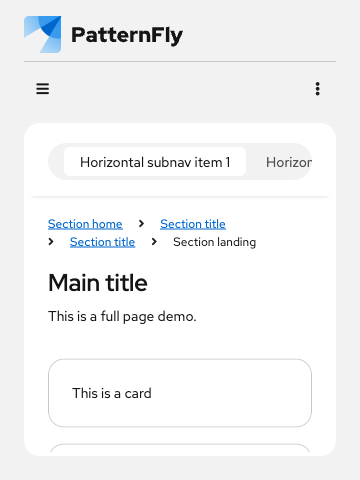 PatternFly
Horizontal subnav item 1 Horizon
Section home Section title
Section title Section landing
Main title
This is a full page demo.
This is a card